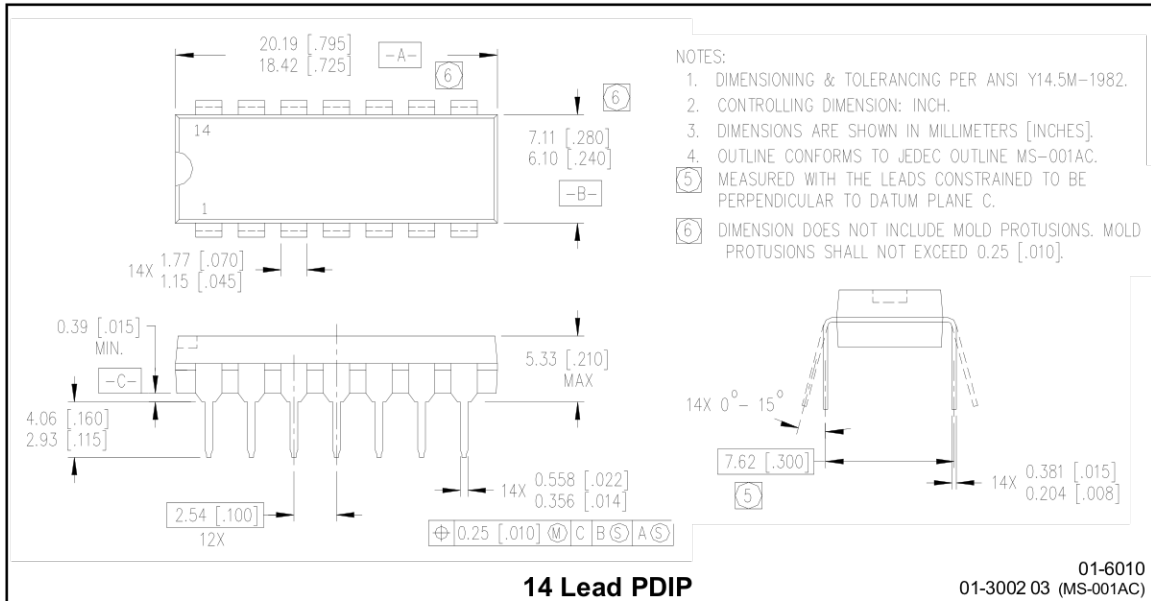 20.19 [.795]
18.42 [.725]
-A-
6
6
14
1
7.11 [.280]
6.10 [.240]
-B-
14X 1.77 [.070]
1.15 [.045]
NOTES:
1. DIMENSIONING & TOLERANCING PER ANSI Y14.5M-1982.
2. CONTROLLING DIMENSION: INCH.
3. DIMENSIONS ARE SHOWN IN MILLIMETERS [INCHES].
4. OUTLINE CONFORMS TO JEDEC OUTLINE MS-001AC.
5 MEASURED WITH THE LEADS CONSTRAINED TO BE
PERPENDICULAR TO DATUM PLANE C.
6 DIMENSION DOES NOT INCLUDE MOLD PROTUSIONS. MOLD
PROTUSIONS SHALL NOT EXCEED 0.25 [.010].
0.39 [.015]
MIN.
-C-
4.06 [.160]
2.93 [.115]
5.33 [.210]
MAX
2.54 [.100]
12X
14X 0.558 [.022]
0.356 [.014]
⌖ 0.25 [.010] Ⓜ C B Ⓢ A Ⓢ
14X 0°- 15°
7.62 [.300]
5
14X 0.381 [.015]
0.204 [.008]
14 Lead PDIP
01-6010
01-3002 03 (MS-001AC)